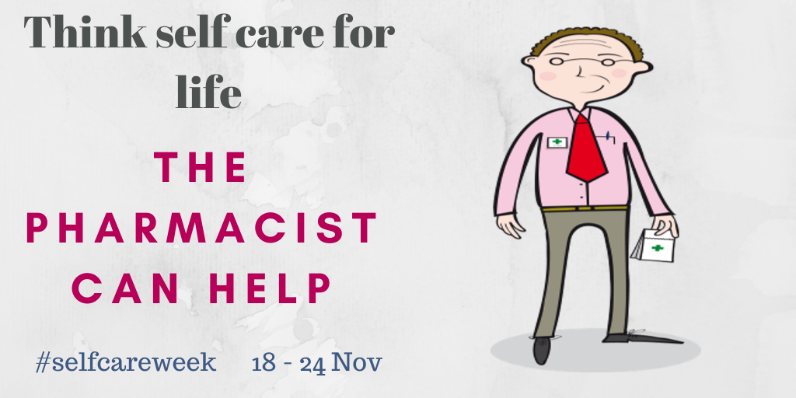 Think self care for
life
THE
PHARMACIST
CAN HELP
#selfcareweek 18 - 24 Nov